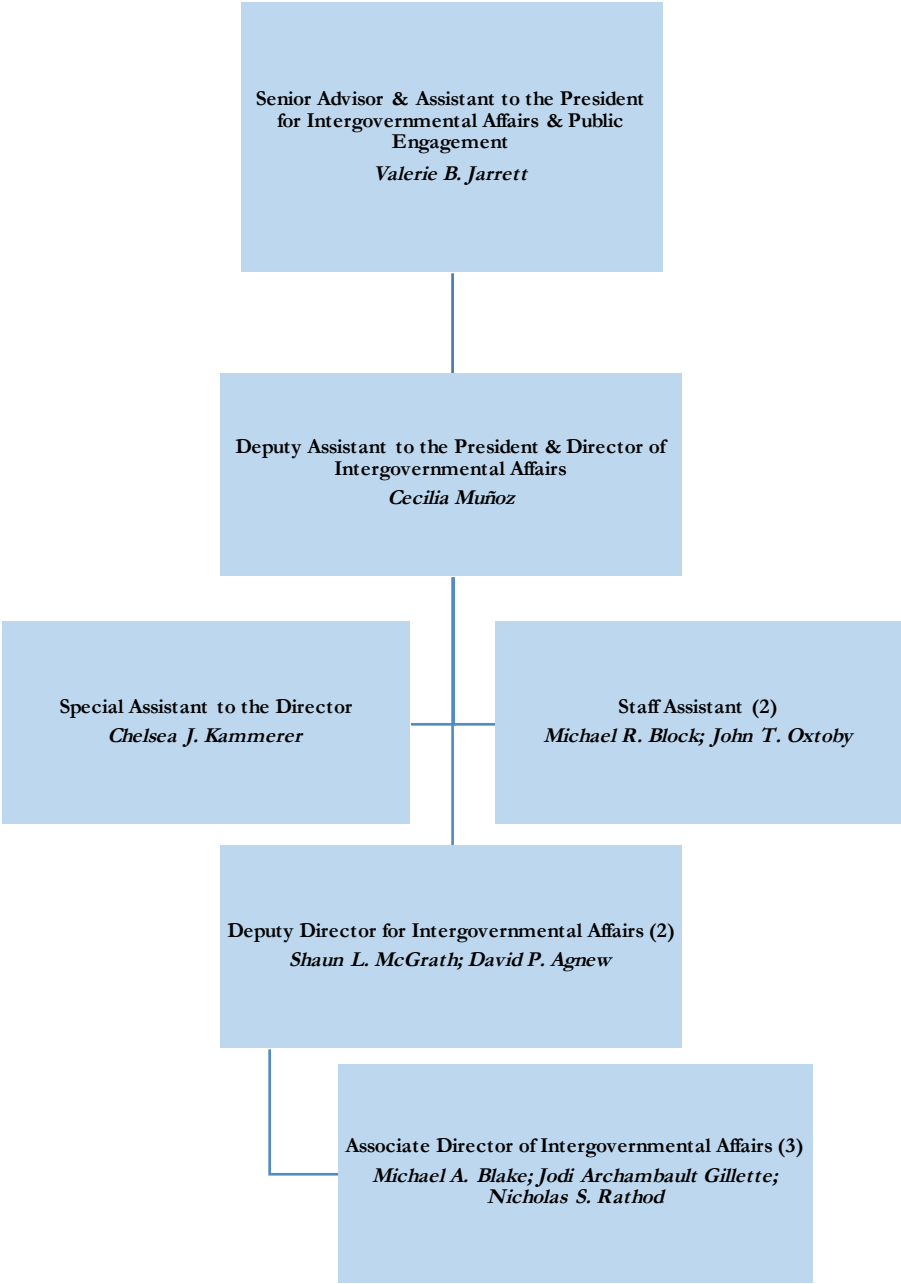 Senior Advisor & Assistant to the President
for Intergovernmental Affairs & Public
Engagement
Valerie B. Jarrett
Deputy Assistant to the President & Director of
Intergovernmental Affairs
Cecilia Muñoz
Special Assistant to the Director
Chelsea J. Kammerer
Staff Assistant (2)
Michael R. Block; John T. Oxtoby
Deputy Director for Intergovernmental Affairs (2)
Shaun L. McGrath; David P. Agnew
Associate Director of Intergovernmental Affairs (3)
Michael A. Blake; Jodi Archambault Gillette;
Nicholas S. Rathod